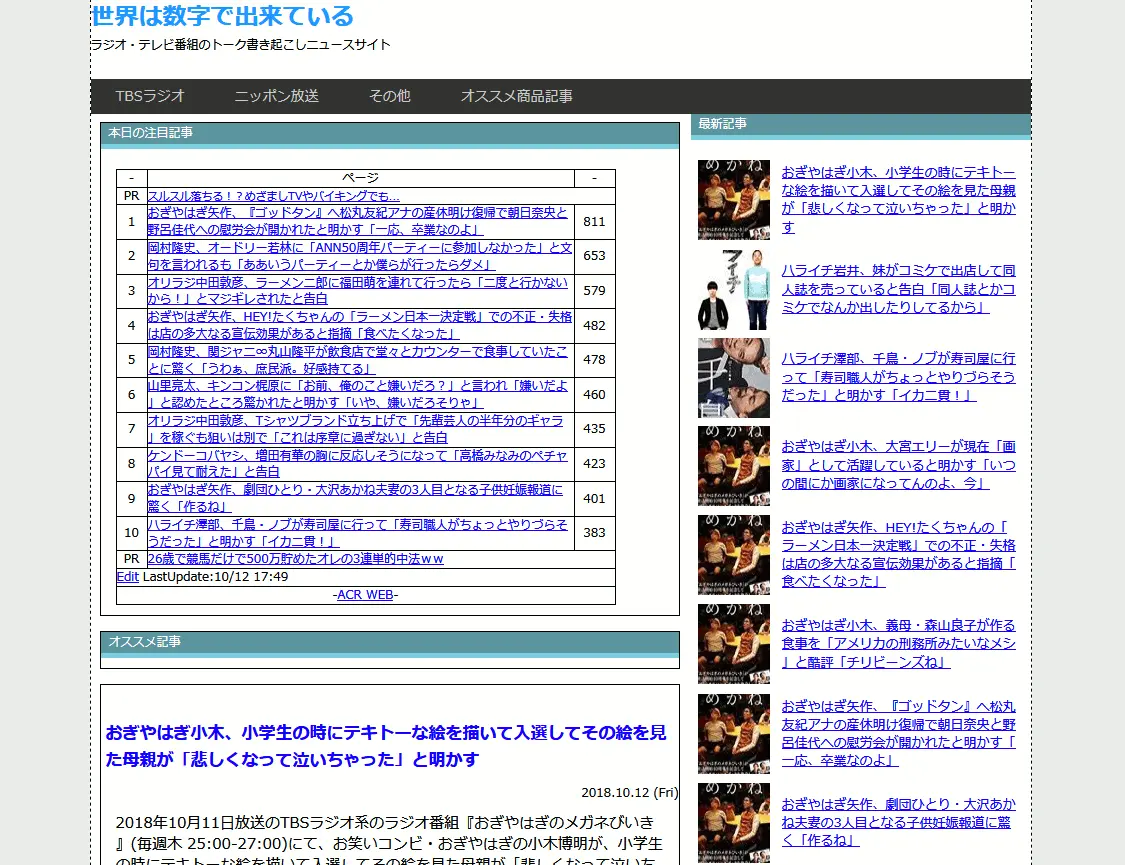 世界は数字で出来ている
ラジオ・テレビ番組のトーク書き起こしニュースサイト
TBSラジオ ニッポン放送 その他 オススメ商品記事
本日の注目記事
- ページ -
PR スルスル落ちる！？めざましTVやバイキングでも...
1 おぎやはぎ矢作、『ゴッドタン』へ松丸友紀アナの産休明け復帰で朝日奈央と
野呂佳代への慰労会が開かれたと明かす「一応、卒業なのよ」 811
2 岡村隆史、オードリー若林に「ANN50周年パーティーに参加しなかった」と文
句を言われるも「ああいうパーティーとか僕らが行ったらダメ」 653
3 オリラジ中田敦彦、ラーメン二郎に福田萌を連れて行ったら「二度と行かない
から！」とマジギレされたと告白 579
4 おぎやはぎ矢作、HEY!たくちゃんの「ラーメン日本一決定戦」での不正・失格
は店の多大なる宣伝効果があると指摘「食べたくなった」 482
5 岡村隆史、関ジャニ∞丸山隆平が飲食店で堂々とカウンターで食事していたこ
とに驚く「うわぁ、庶民派。好感持てる」 478
6 山里亮太、キンコン梶原に「お前、俺のこと嫌いだろ？」と言われ「嫌いだよ
」と認めたところ驚かれたと明かす「いや、嫌いだろそりゃ」 460
7 オリラジ中田敦彦、Tシャツブランド立ち上げで「先輩芸人の半年分のギャラ
」を稼ぐも狙いは別で「これは序章に過ぎない」と告白 435
8 ケンドーコバヤシ、増田有華の胸に反応しそうになって「高橋みなみのペチャ
パイ見て耐えた」と告白 423
9 おぎやはぎ矢作、劇団ひとり・大沢あかね夫妻の3人目となる子供妊娠報道に
驚く「作るね」 401
10 ハライチ澤部、千鳥・ノブが寿司屋に行って「寿司職人がちょっとやりづらそ
うだった」と明かす「イカ二貫！」 383
PR 26歳で競馬だけで500万貯めたオレの3連単的中法ｗｗ
Edit LastUpdate:10/12 17:49
-ACR WEB-
オススメ記事
おぎやはぎ小木、小学生の時にテキトーな絵を描いて入選してその絵を見
た母親が「悲しくなって泣いちゃった」と明かす
2018.10.12 (Fri)
2018年10月11日放送のTBSラジオ系のラジオ番組『おぎやはぎのメガネびいき
』(毎週木 25:00-27:00)にて、お笑いコンビ・おぎやはぎの小木博明が、小学生
の時にテキトーな絵を描いて入選してその絵を見た母親が「悲しくなって泣いち
最新記事
めがね
おぎやはぎ小木、小学生の時にテキトー
な絵を描いて入選してその絵を見た母親
が「悲しくなって泣いちゃった」と明か
す
ハライチ岩井、妹がコミケで出店して同
人誌を売っていると告白「同人誌とかコ
ミケでなんか出したりしてるから」
ハライチ澤部、千鳥・ノブが寿司屋に行
って「寿司職人がちょっとやりづらそう
だった」と明かす「イカ二貫！」
めがね
おぎやはぎ小木、大宮エリーが現在「画
家」として活躍していると明かす「いつ
の間にか画家になってんのよ、今」
めがね
おぎやはぎ矢作、HEY!たくちゃんの「
ラーメン日本一決定戦」での不正・失格
は店の多大なる宣伝効果があると指摘「
食べたくなった」
めがね
おぎやはぎ小木、義母・森山良子が作る
食事を「アメリカの刑務所みたいなメシ
」と酷評「チリビーンズね」
めがね
おぎやはぎ矢作、『ゴッドタン』へ松丸
友紀アナの産休明け復帰で朝日奈央と野
呂佳代への慰労会が開かれたと明かす「
一応、卒業なのよ」
めがね
おぎやはぎ矢作、劇団ひとり・大沢あか
ね夫妻の3人目となる子供妊娠報道に驚
く「作るね」